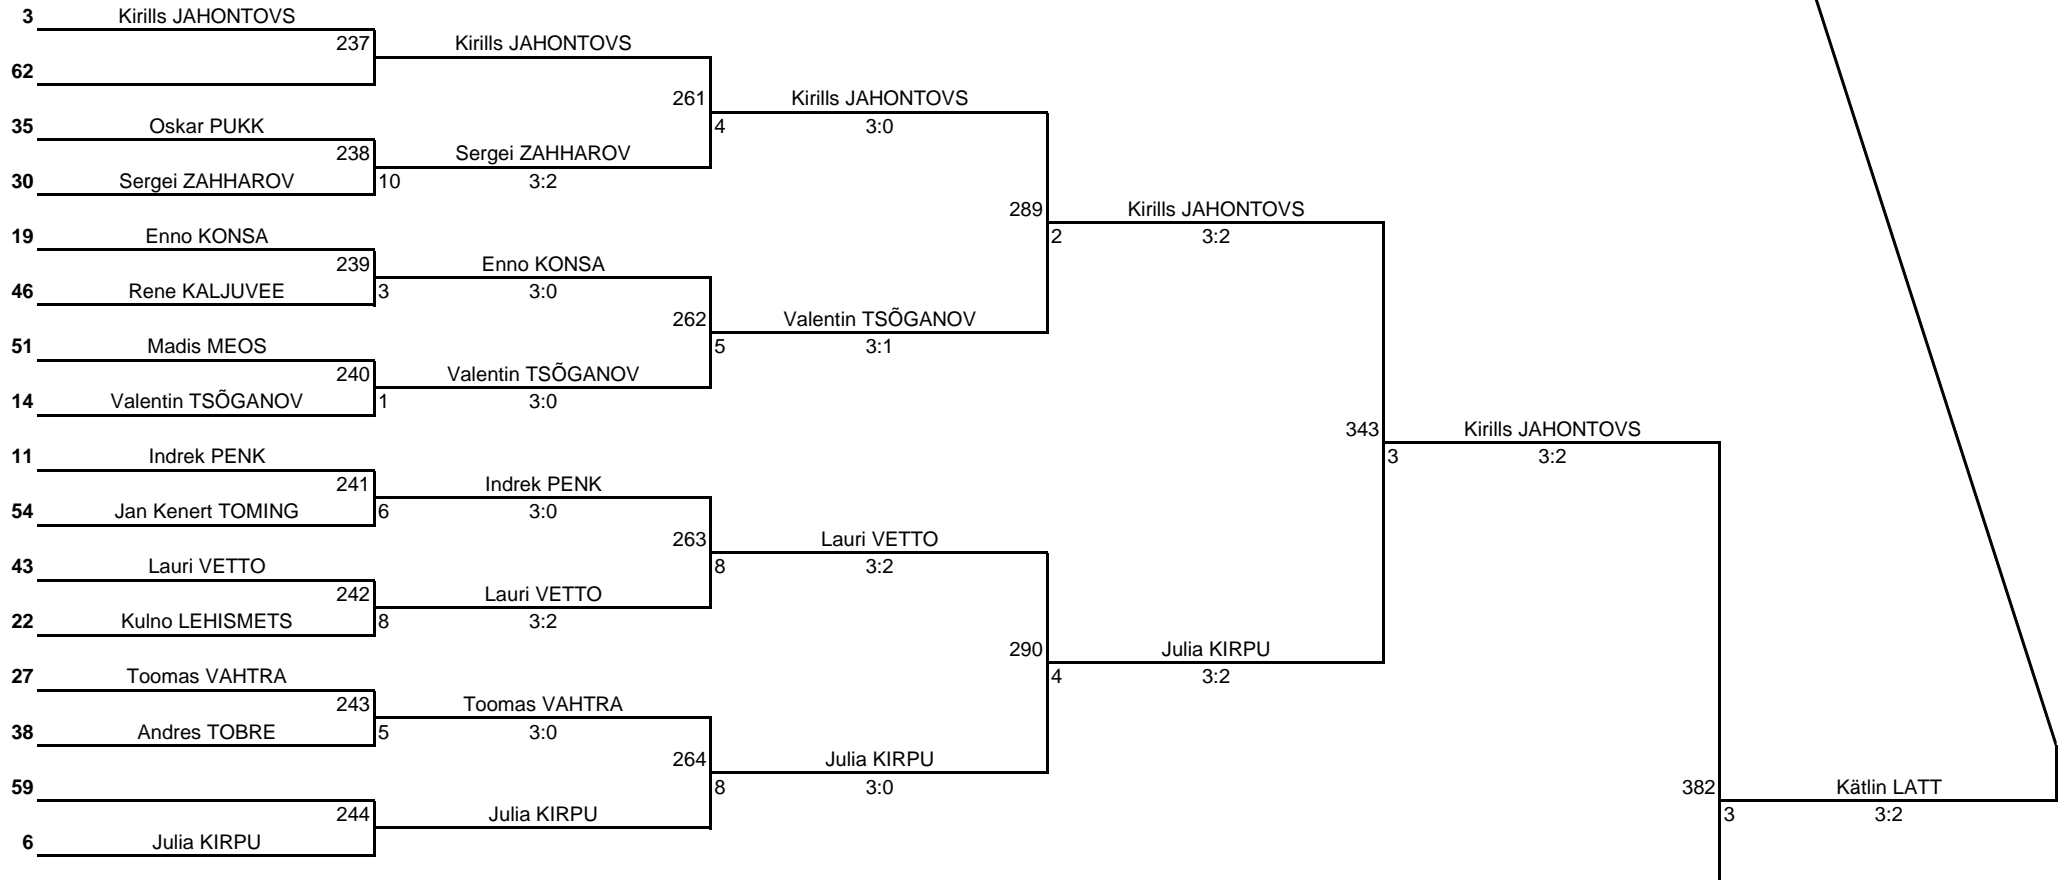 3 Kirills JAHONTOVS
237 Kirills JAHONTOVS
62
261 Kirills JAHONTOVS
35 Oskar PUKK 4 3:0
238 Sergei ZAHHAROV
30 Sergei ZAHHAROV 10 3:2
289 Kirills JAHONTOVS
19 Enno KONSA 2 3:2
239 Enno KONSA
46 Rene KALJUVEE 3 3:0
262 Valentin TSÕGANOV
51 Madis MEOS 5 3:1
240 Valentin TSÕGANOV
14 Valentin TSÕGANOV 1 3:0
343 Kirills JAHONTOVS
11 Indrek PENK 3 3:2
241 Indrek PENK
54 Jan Kenert TOMING 6 3:0
263 Lauri VETTO
43 Lauri VETTO 8 3:2
242 Lauri VETTO
22 Kulno LEHISMETS 8 3:2
290 Julia KIRPU
27 Toomas VAHTRA 4 3:2
243 Toomas VAHTRA
38 Andres TOBRE 5 3:0
264 Julia KIRPU
59 8 3:0 382 Kätlin LATT
244 Julia KIRPU 3 3:2
6 Julia KIRPU